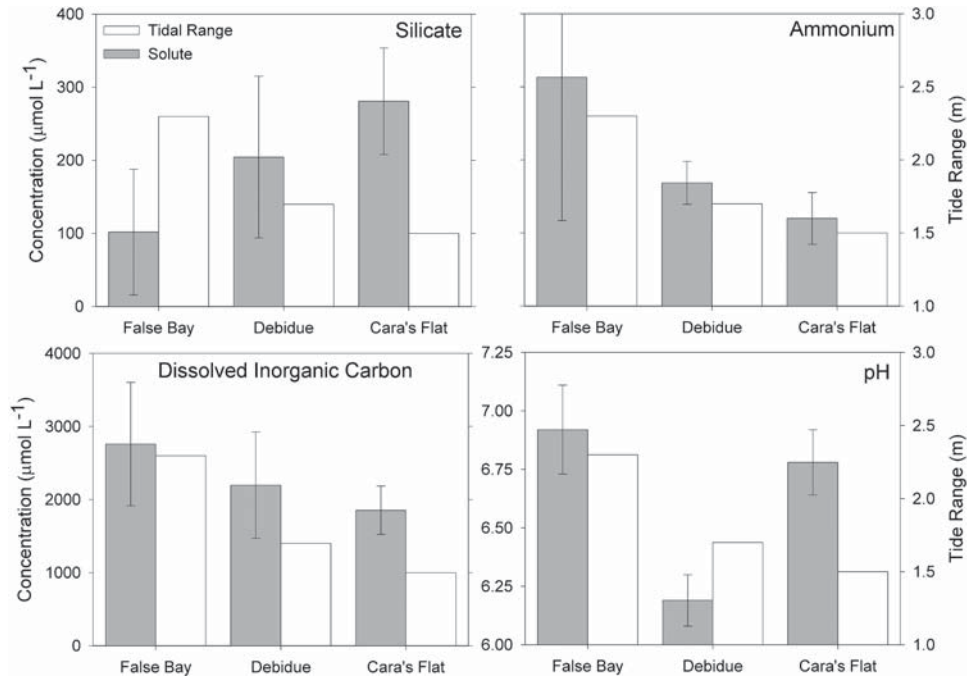 Silicate
Tidal Range
Solute
Concentration (µmol L⁻¹)
400
300
200
100
0
False Bay Debidue Cara's Flat
Ammonium
3.0
2.5
2.0
1.5
1.0
Tide Range (m)
False Bay Debidue Cara's Flat
Dissolved Inorganic Carbon
Concentration (µmol L⁻¹)
4000
3000
2000
1000
0
False Bay Debidue Cara's Flat
pH
7.25
7.00
6.75
6.50
6.25
6.00
3.0
2.5
2.0
1.5
1.0
Tide Range (m)
False Bay Debidue Cara's Flat